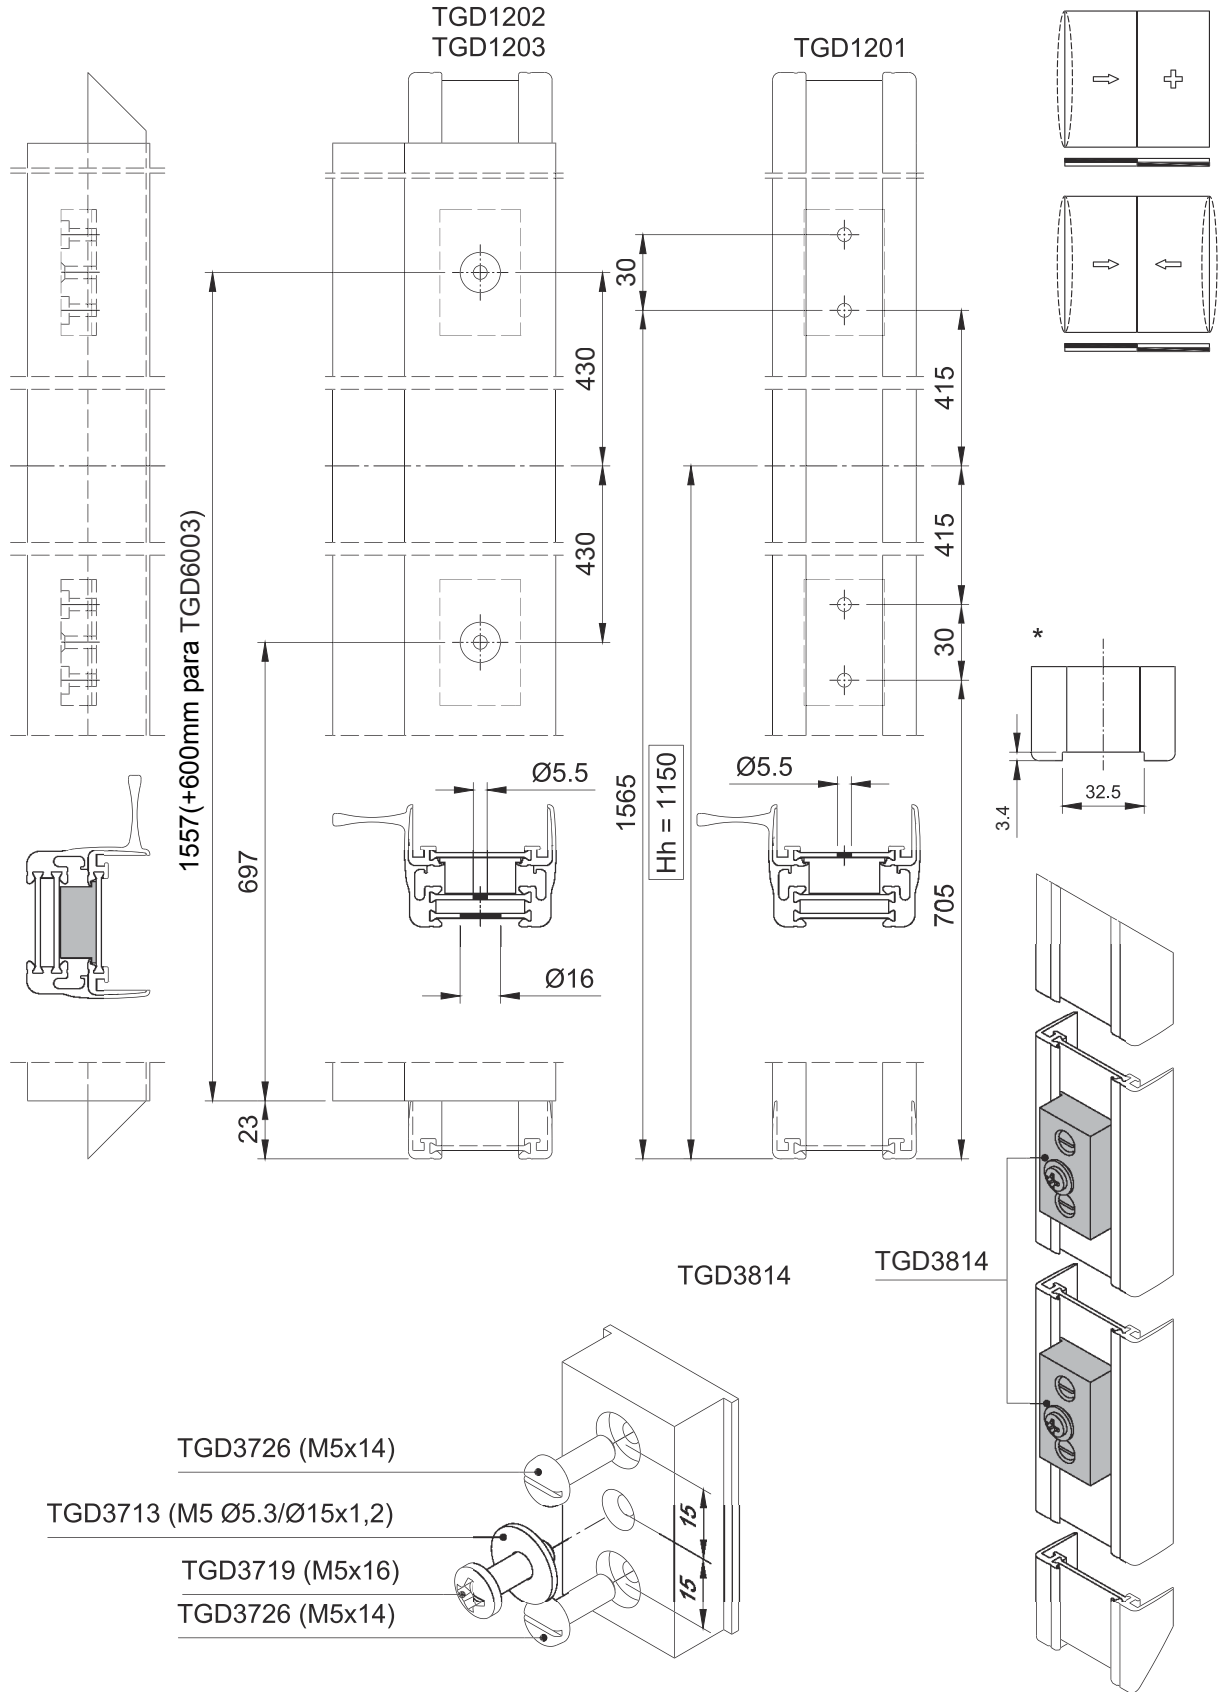 TGD1202
TGD1203
TGD1201
30
430
415
1557(+600mm para TGD6003)
430
415
30
*
697
Ø5.5
1565
Hh = 1150
Ø5.5
705
3.4
32.5
Ø16
23
TGD3814
TGD3814
TGD3726 (M5x14)
TGD3713 (M5 Ø5.3/Ø15x1,2)
TGD3719 (M5x16)
TGD3726 (M5x14)
15
15